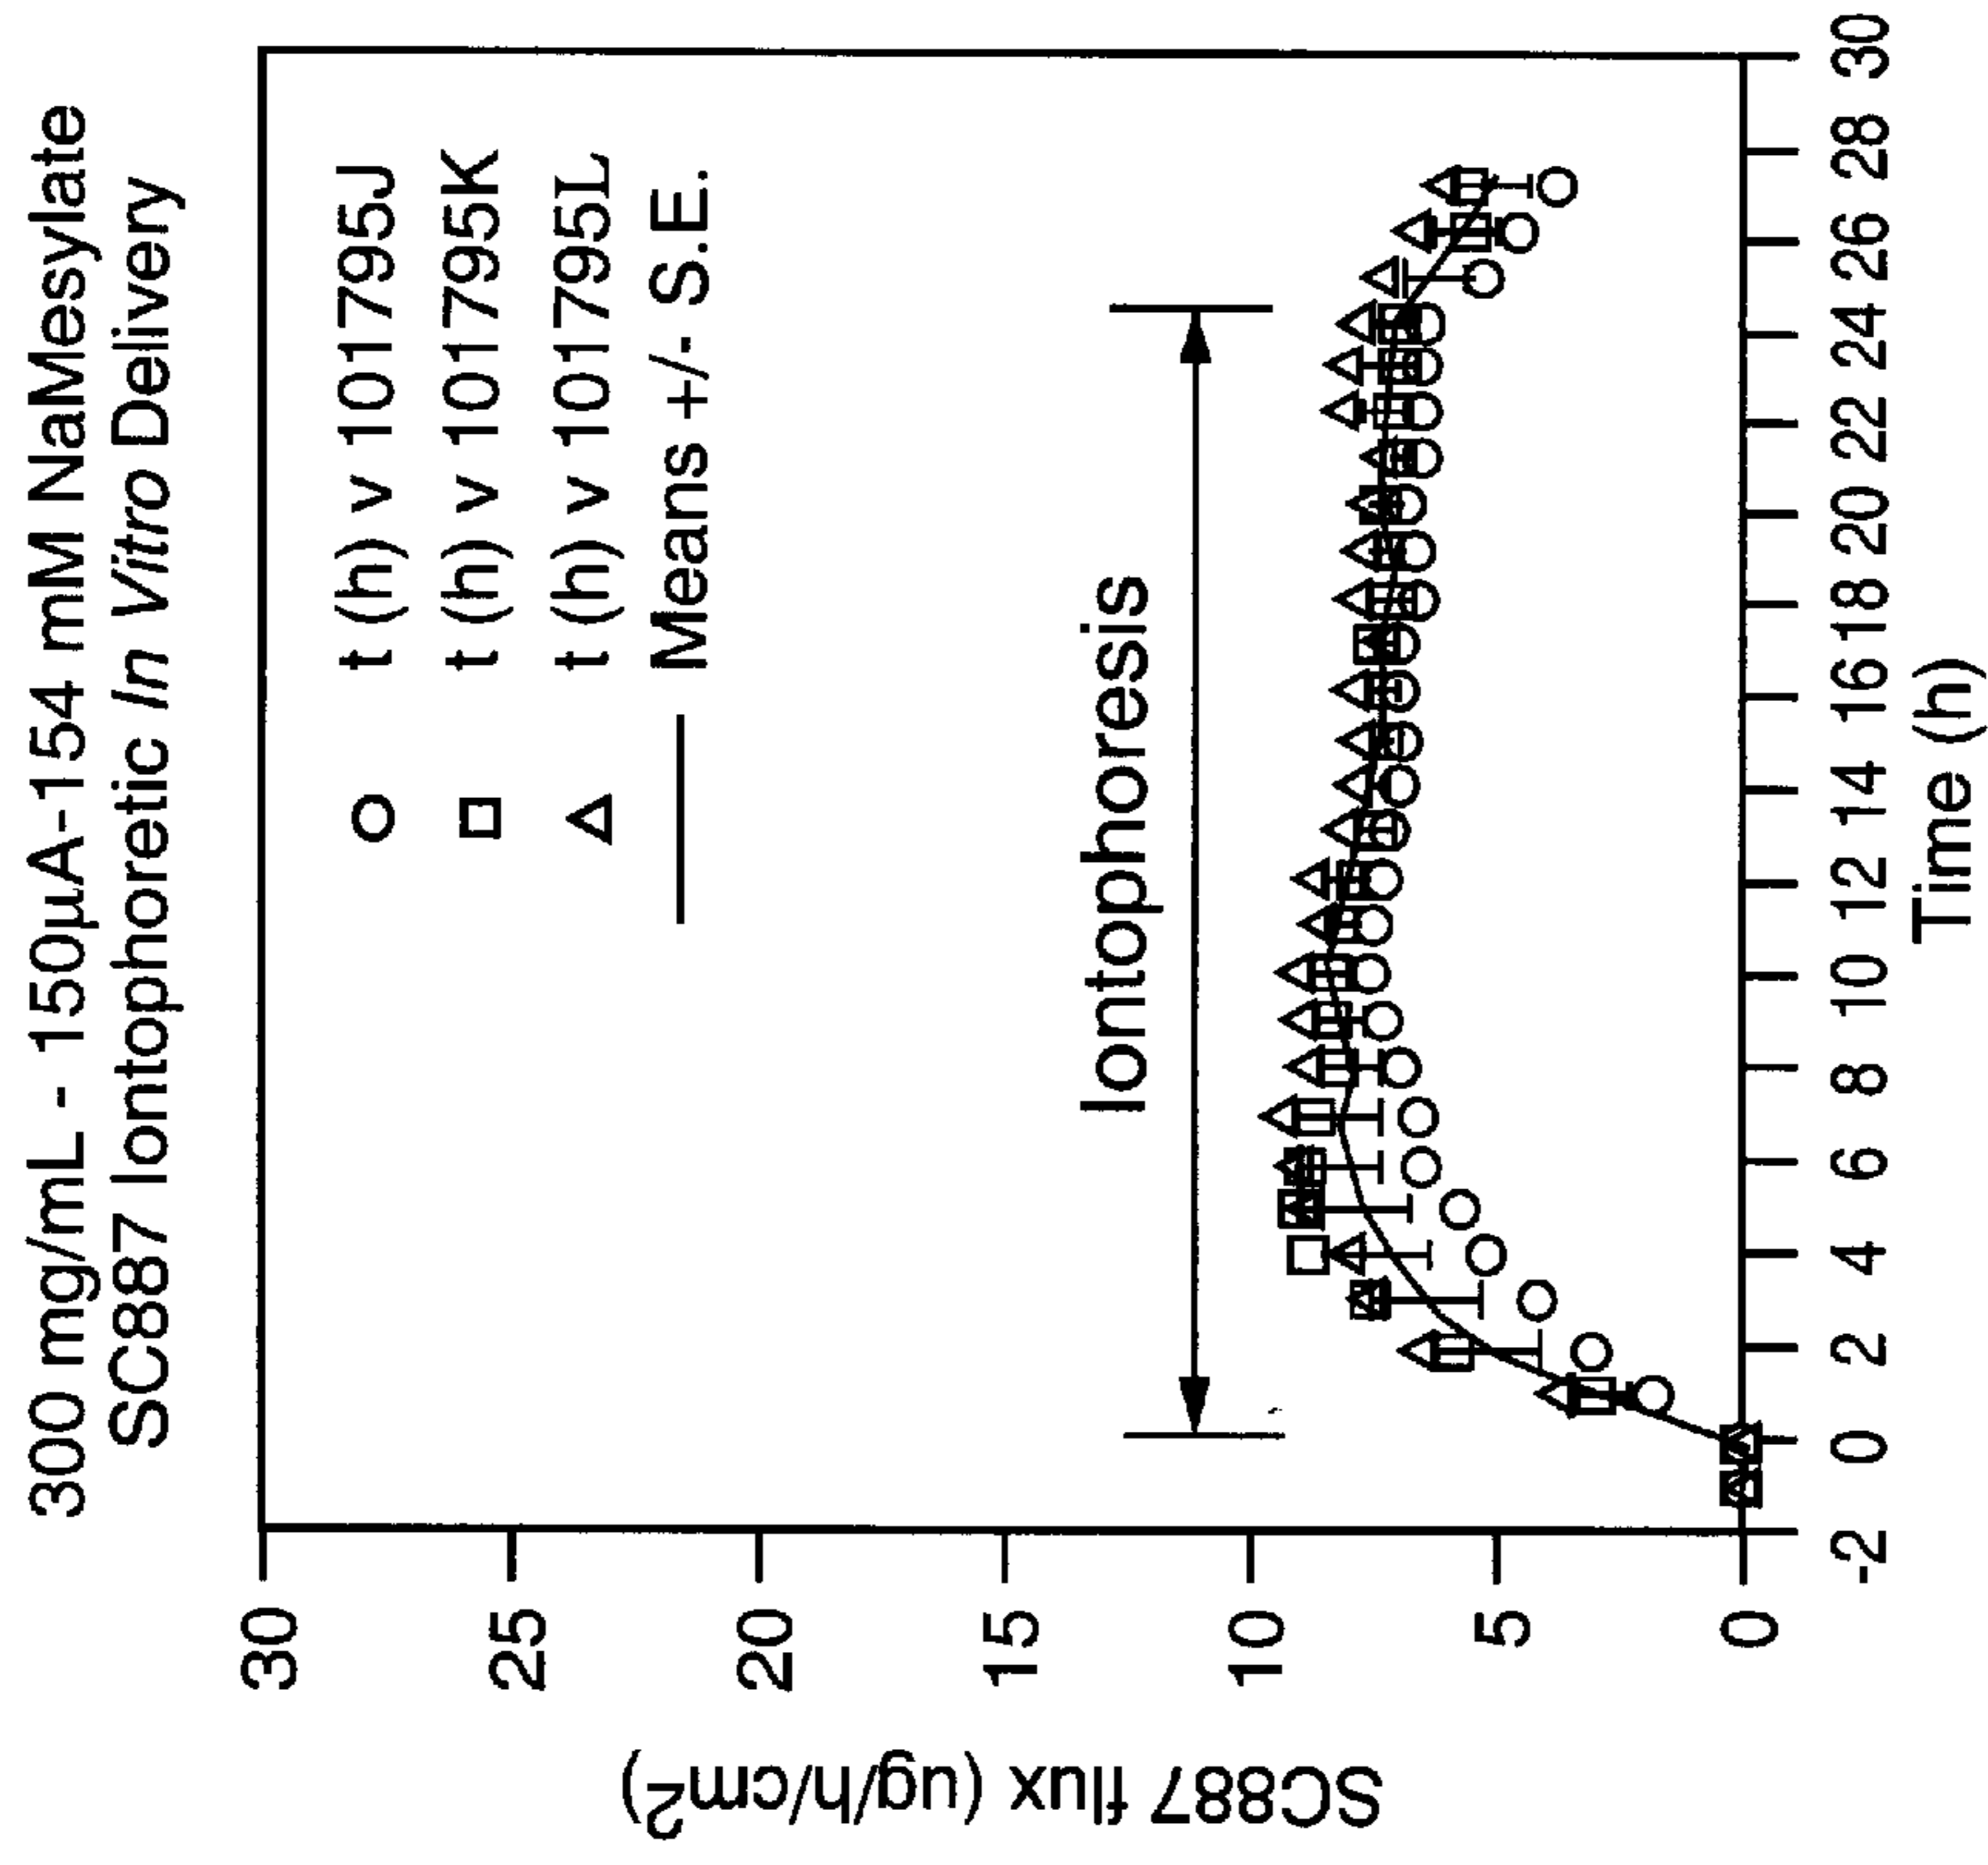 300 mg/mL - 150µA-154 mM NaMesylate
SC887 Iontophoretic In Vitro Delivery
t (h) v 101795J
t (h) v 101795K
t (h) v 101795L
Means +/- S.E.
Iontophoresis
SC887 flux (ug/h/cm2)
30
25
20
15
10
5
0
-2 0 2 4 6 8 10 12 14 16 18 20 22 24 26 28 30
Time (h)